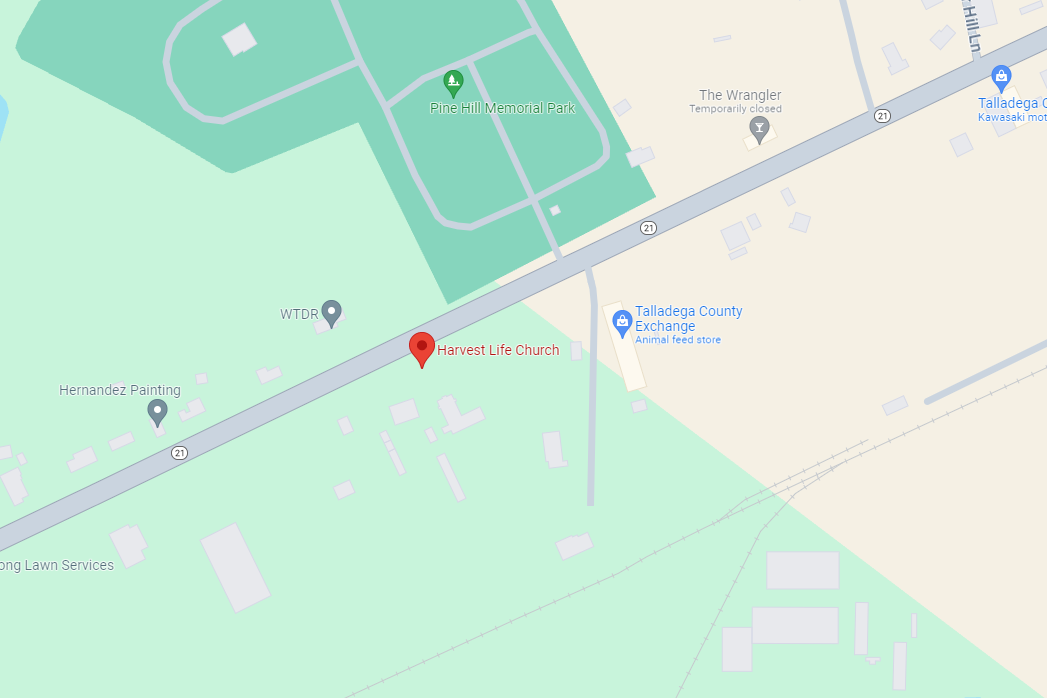 Hill Ln
Pine Hill Memorial Park
The Wrangler
Temporarily closed
21
Talladega C
Kawasaki mot
21
WTDR
Talladega County
Exchange
Animal feed store
Harvest Life Church
Hernandez Painting
21
ong Lawn Services